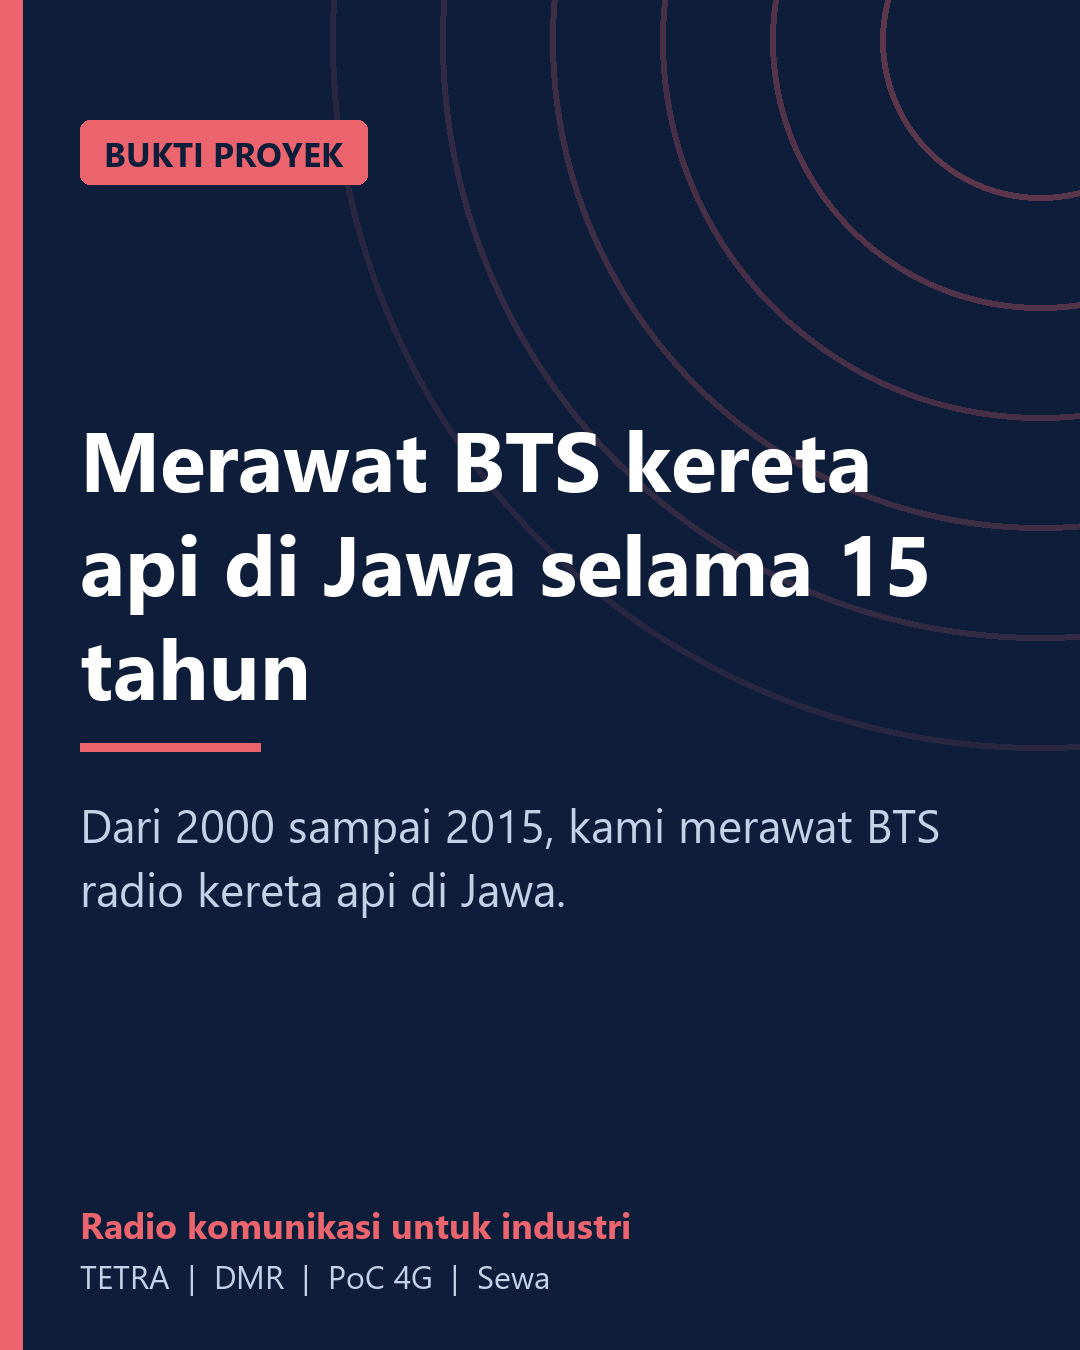 BUKTI PROYEK
Merawat BTS kereta
api di Jawa selama 15
tahun
Dari 2000 sampai 2015, kami merawat BTS
radio kereta api di Jawa.
Radio komunikasi untuk industri
TETRA | DMR | PoC 4G | Sewa